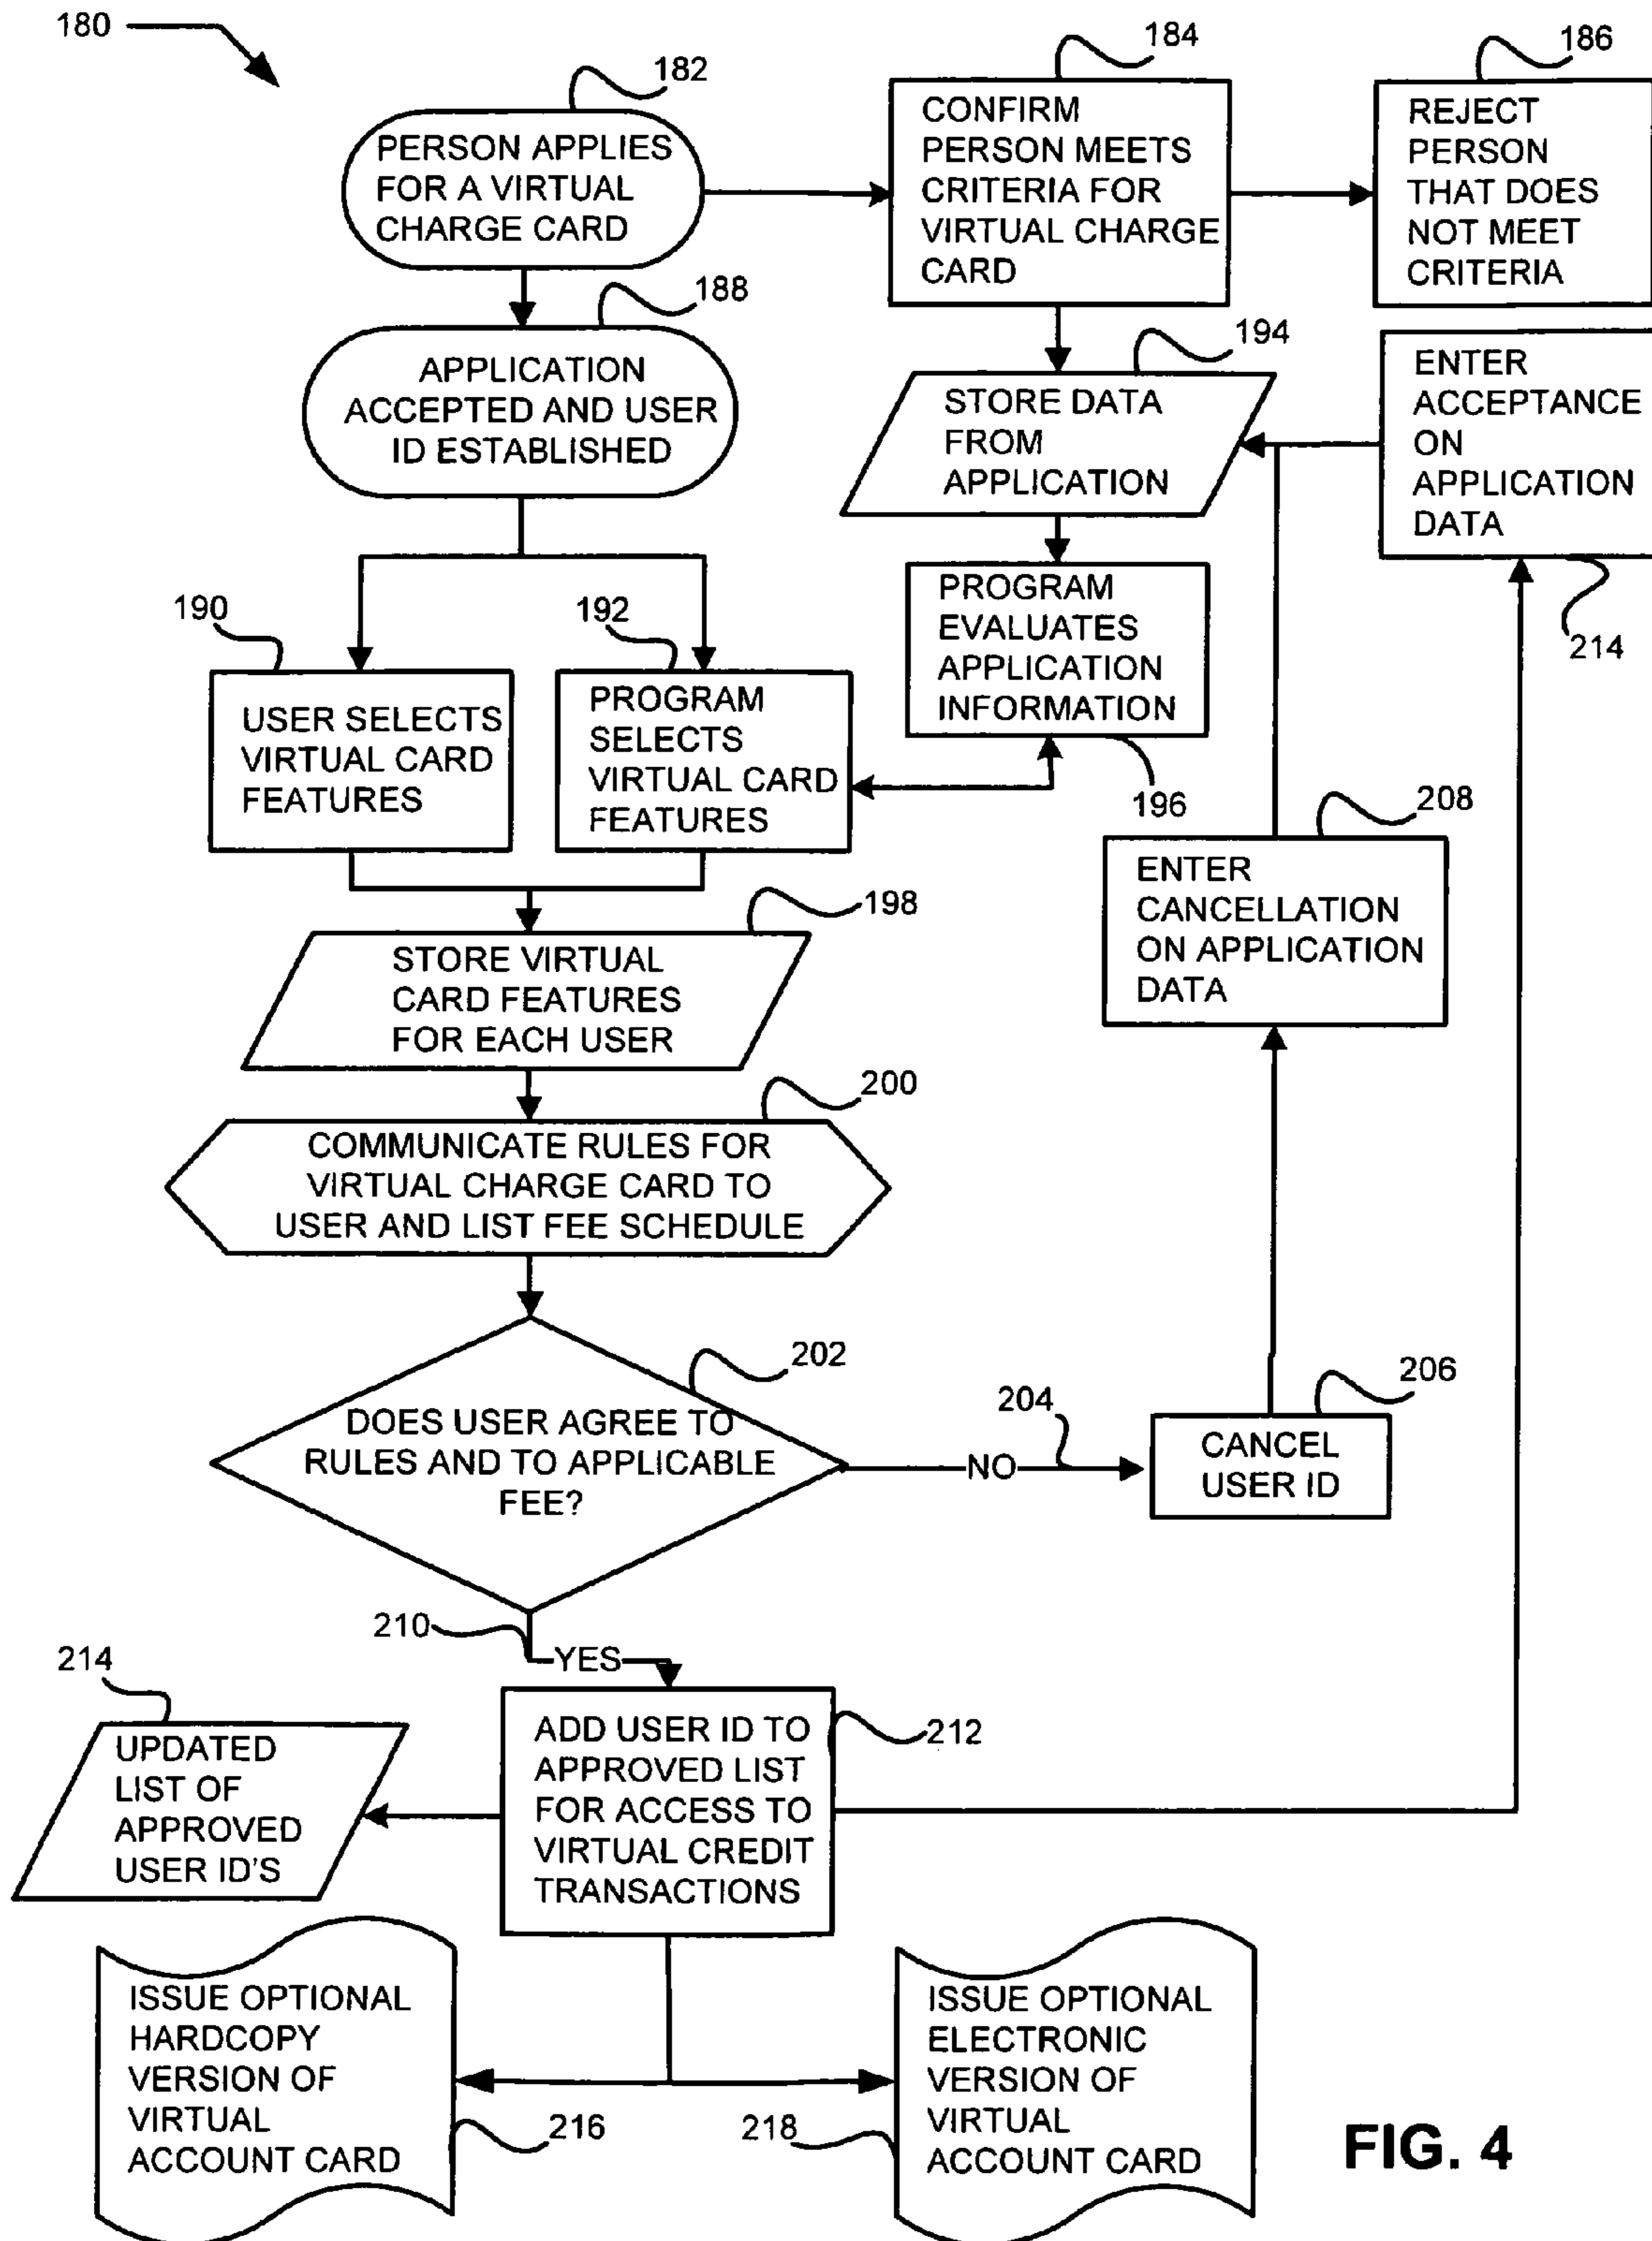 180
182
PERSON APPLIES
FOR A VIRTUAL
CHARGE CARD
184
CONFIRM
PERSON MEETS
CRITERIA FOR
VIRTUAL CHARGE
CARD
186
REJECT
PERSON
THAT DOES
NOT MEET
CRITERIA
188
APPLICATION
ACCEPTED AND USER
ID ESTABLISHED
194
STORE DATA
FROM
APPLICATION
ENTER
ACCEPTANCE
ON
APPLICATION
DATA
214
190
USER SELECTS
VIRTUAL CARD
FEATURES
192
PROGRAM
SELECTS
VIRTUAL CARD
FEATURES
PROGRAM
EVALUATES
APPLICATION
INFORMATION
196
208
ENTER
CANCELLATION
ON APPLICATION
DATA
198
STORE VIRTUAL
CARD FEATURES
FOR EACH USER
200
COMMUNICATE RULES FOR
VIRTUAL CHARGE CARD TO
USER AND LIST FEE SCHEDULE
202
DOES USER AGREE TO
RULES AND TO APPLICABLE
FEE?
204
NO
206
CANCEL
USER ID
210
YES
214
UPDATED
LIST OF
APPROVED
USER ID'S
212
ADD USER ID TO
APPROVED LIST
FOR ACCESS TO
VIRTUAL CREDIT
TRANSACTIONS
ISSUE OPTIONAL
HARDCOPY
VERSION OF
VIRTUAL
ACCOUNT CARD
216
218
ISSUE OPTIONAL
ELECTRONIC
VERSION OF
VIRTUAL
ACCOUNT CARD
FIG. 4